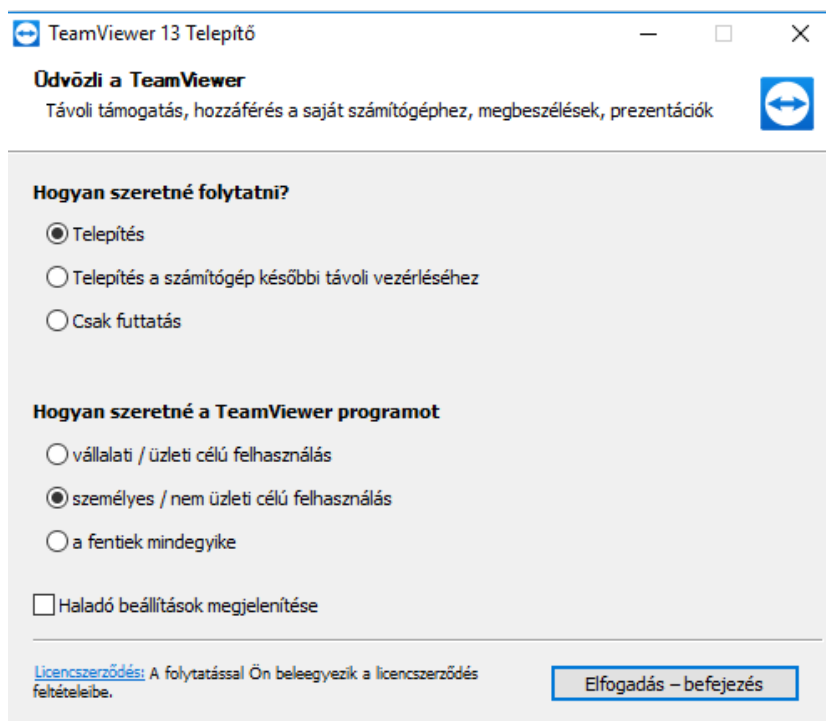 TeamViewer 13 Telepítő
Üdvözli a TeamViewer
Távoli támogatás, hozzáférés a saját számítógéphez, megbeszélések, prezentációk
Hogyan szeretné folytatni?
Telepítés
Telepítés a számítógép későbbi távoli vezérléséhez
Csak futtatás
Hogyan szeretné a TeamViewer programot
vállalati / üzleti célú felhasználás
személyes / nem üzleti célú felhasználás
a fentiek mindegyike
Haladó beállítások megjelenítése
Licencszerződés: A folytatással Ön beleegyezik a licencszerződés
feltételeibe.
Elfogadás – befejezés